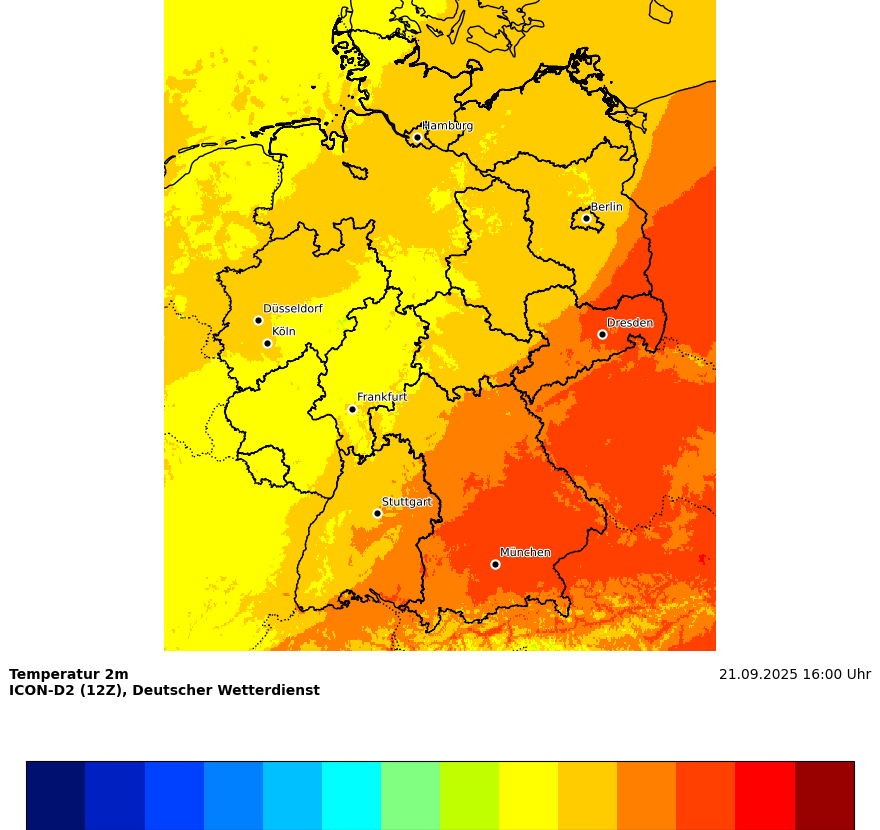 Hamburg
Berlin
Düsseldorf
Köln
Dresden
Frankfurt
Stuttgart
München
Temperatur 2m
21.09.2025 16:00 Uhr
ICON-D2 (12Z), Deutscher Wetterdienst